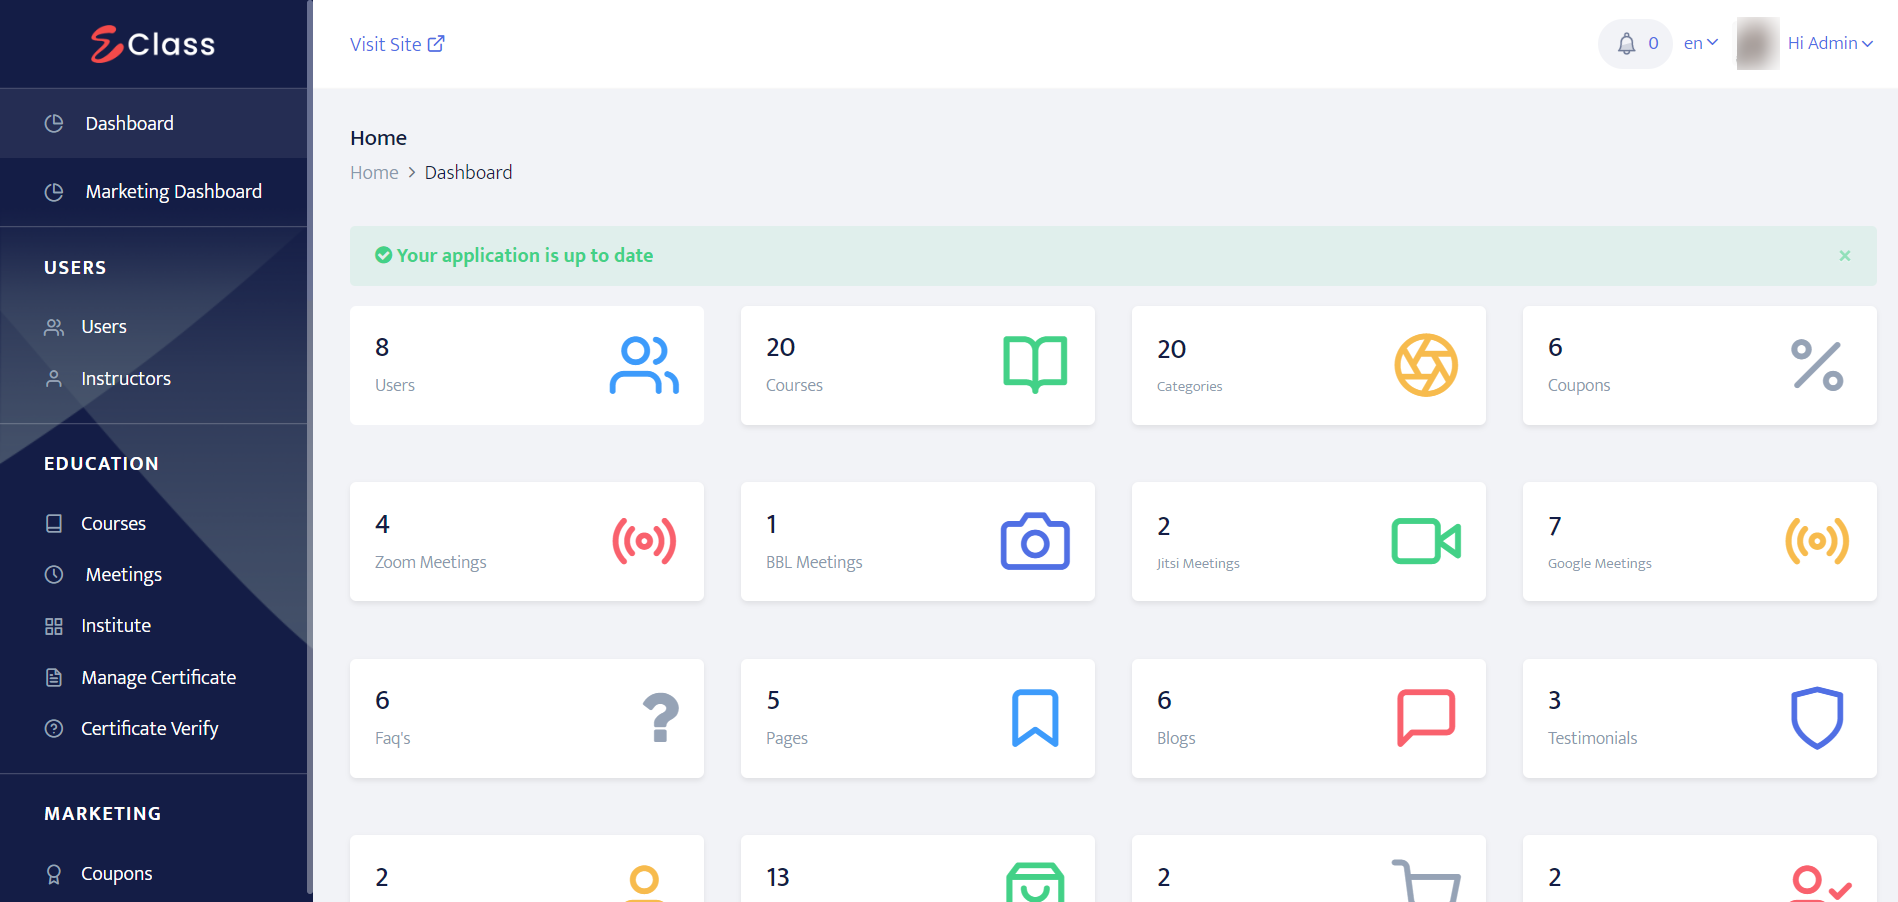 Class
Visit Site
0
en
Hi Admin
Dashboard
Marketing Dashboard
USERS
Users
Instructors
EDUCATION
Courses
Meetings
Institute
Manage Certificate
Certificate Verify
MARKETING
Coupons
Home
Home > Dashboard
Your application is up to date
×
8
Users
20
Courses
20
Categories
6
Coupons
4
Zoom Meetings
1
BBL Meetings
2
Jitsi Meetings
7
Google Meetings
6
Faq's
5
Pages
6
Blogs
3
Testimonials
2
13
2
2